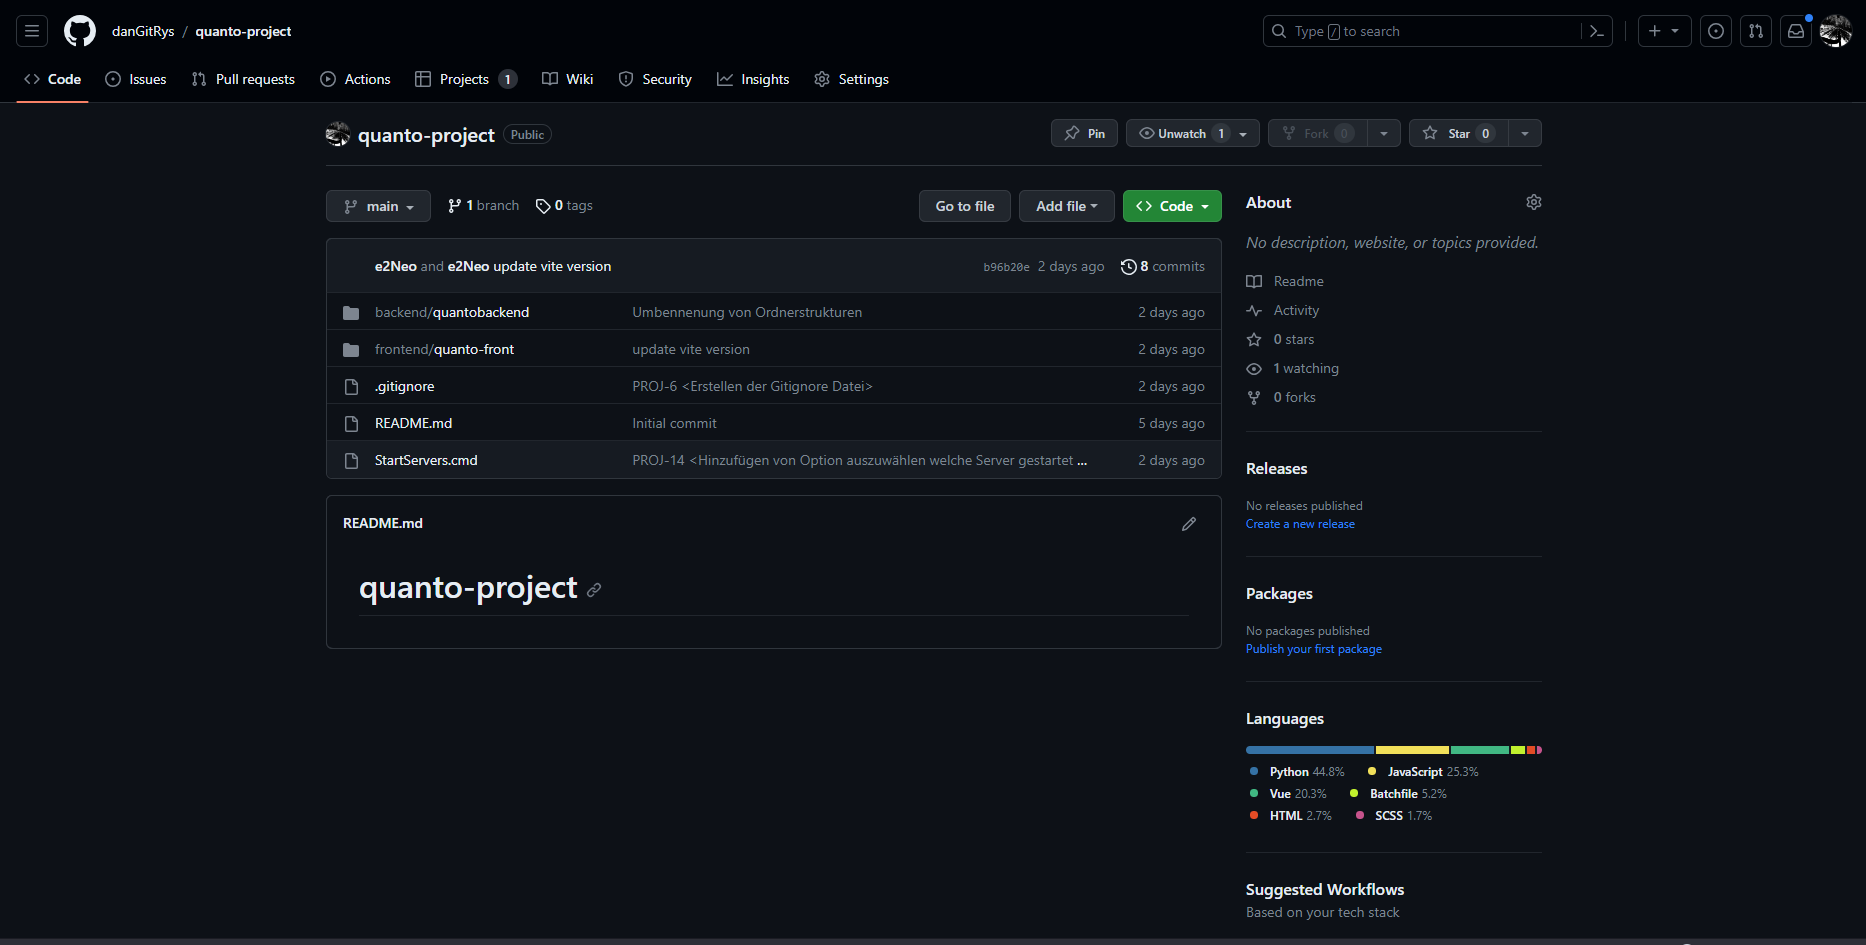 danGitRys / quanto-project
Type / to search
Code Issues Pull requests Actions Projects 1 Wiki Security Insights Settings
quanto-project Public
Pin Unwatch 1 Fork 0 Star 0
main 1 branch 0 tags
Go to file Add file Code
e2Neo and e2Neo update vite version b96b20e 2 days ago 8 commits
backend/quantobackend Umbennenung von Ordnerstrukturen 2 days ago
frontend/quanto-front update vite version 2 days ago
.gitignore PROJ-6 <Erstellen der Gitignore Datei> 2 days ago
README.md Initial commit 5 days ago
StartServers.cmd PROJ-14 <Hinzufügen von Option auszuwählen welche Server gestartet ... 2 days ago
README.md
quanto-project
About
No description, website, or topics provided.
Readme
Activity
0 stars
1 watching
0 forks
Releases
No releases published
Create a new release
Packages
No packages published
Publish your first package
Languages
Python 44.8% JavaScript 25.3%
Vue 20.3% Batchfile 5.2%
HTML 2.7% SCSS 1.7%
Suggested Workflows
Based on your tech stack